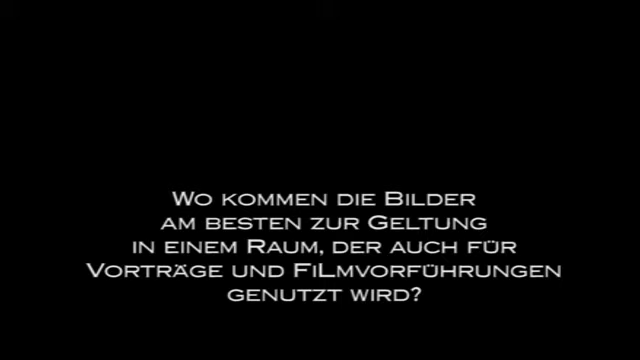 Wo kommen die Bilder
am besten zur Geltung
in einem Raum, der auch für
Vorträge und FiLmvorführungen
genutzt wird?